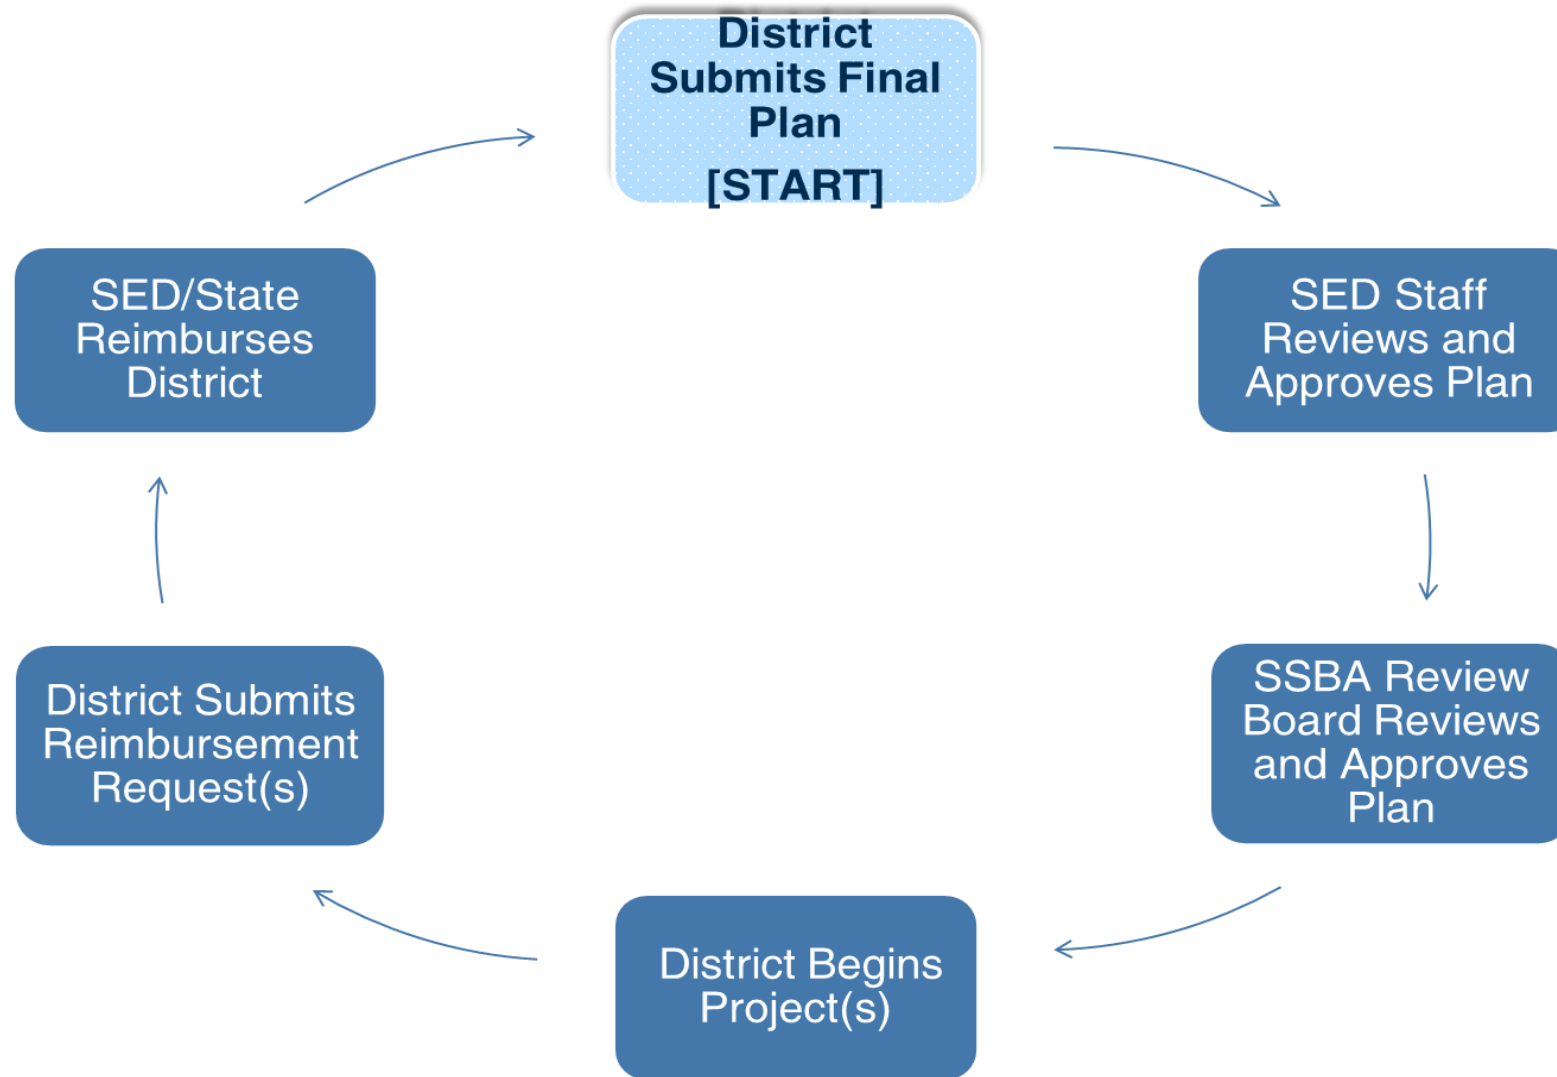 District
Submits Final
Plan
[START]
SED Staff
Reviews and
Approves Plan
SSBA Review
Board Reviews
and Approves
Plan
District Begins
Project(s)
District Submits
Reimbursement
Request(s)
SED/State
Reimburses
District